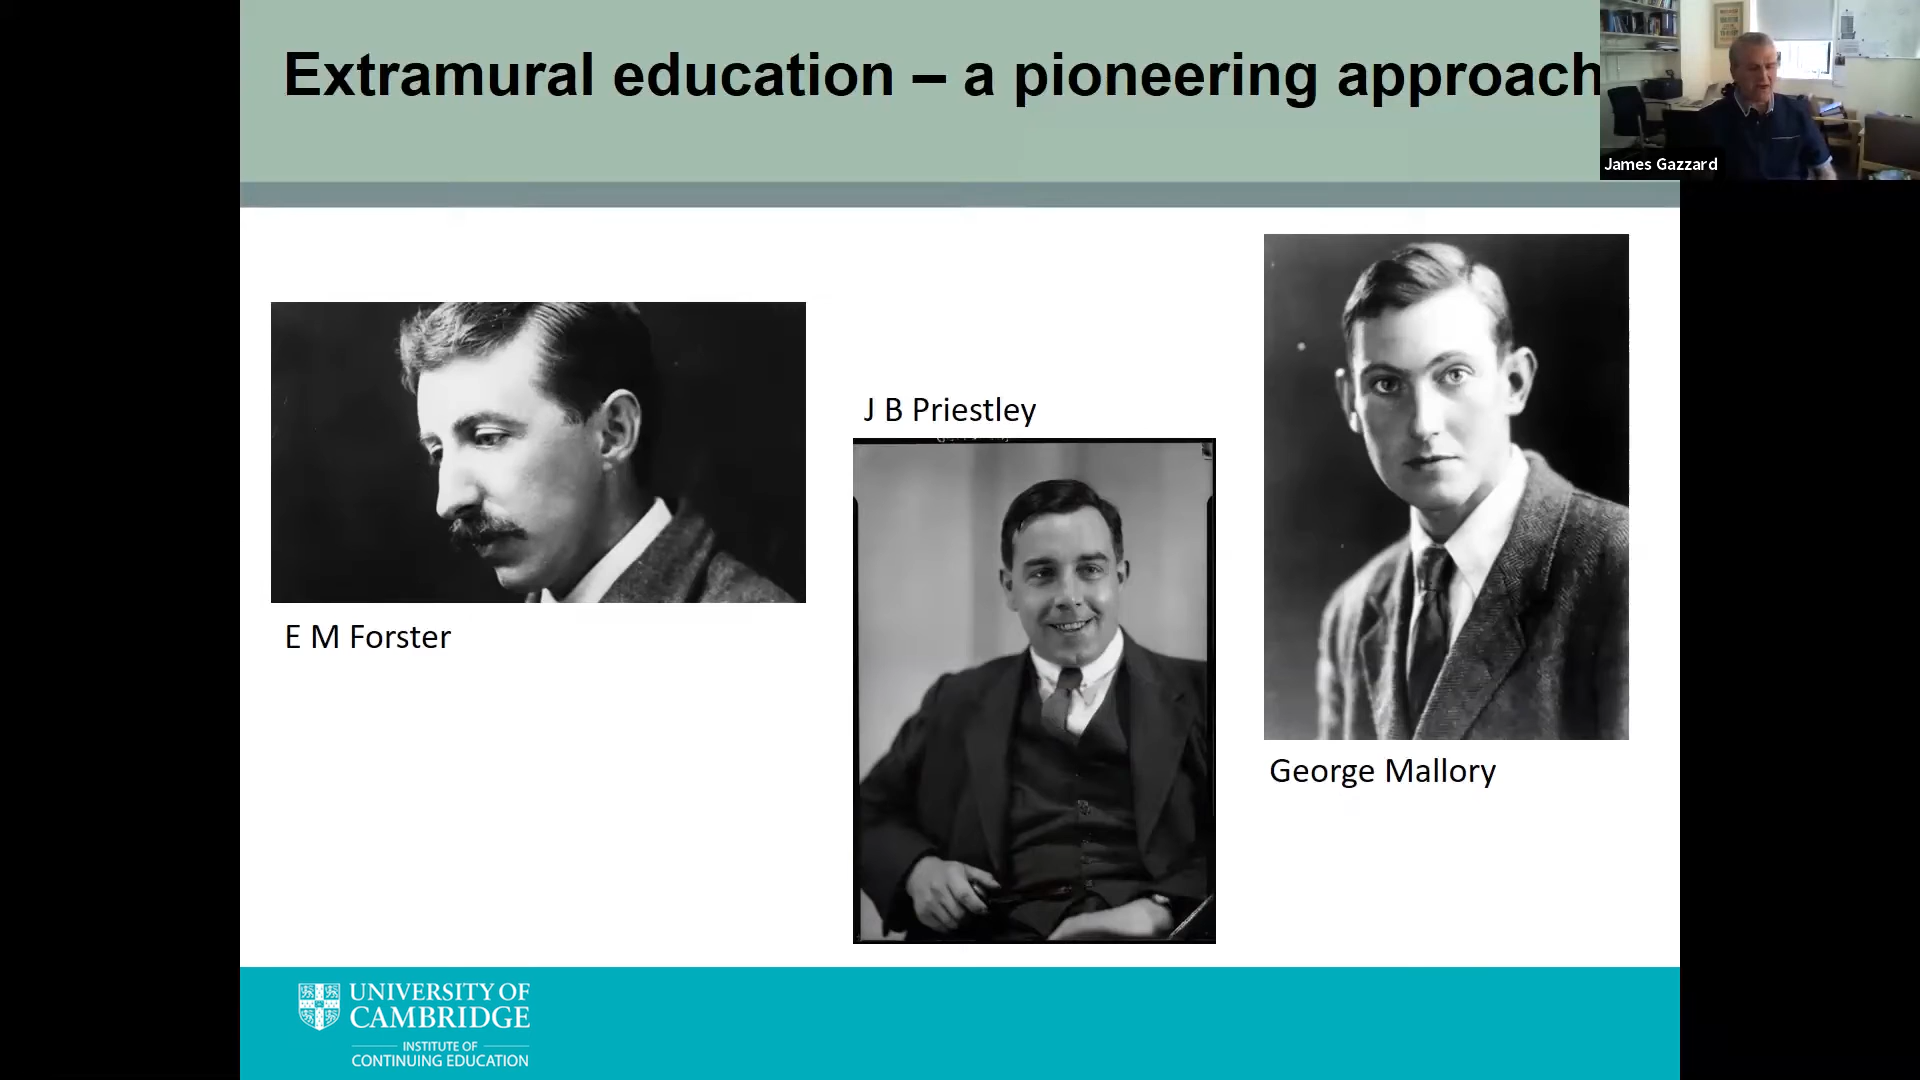 Extramural education – a pioneering approach
James Gazzard
J B Priestley
E M Forster
George Mallory
UNIVERSITY OF
CAMBRIDGE
INSTITUTE OF
CONTINUING EDUCATION